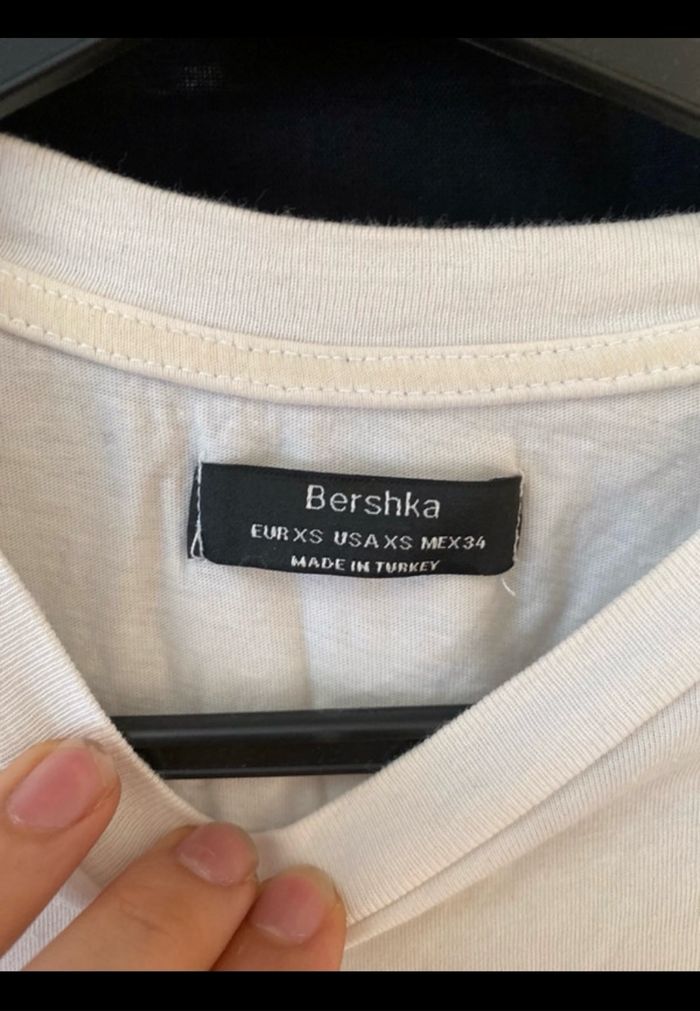 Bershka
EUR XS USA XS MEX 34
MADE IN TURKEY